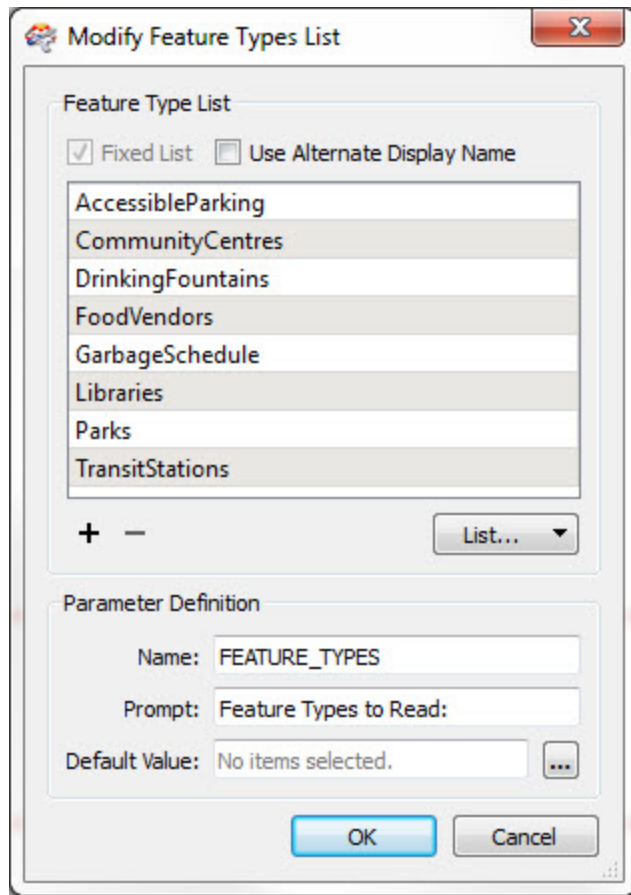 Modify Feature Types List
Feature Type List
Fixed List Use Alternate Display Name
AccessibleParking
CommunityCentres
DrinkingFountains
FoodVendors
GarbageSchedule
Libraries
Parks
TransitStations
List...
Parameter Definition
Name: FEATURE_TYPES
Prompt: Feature Types to Read:
Default Value: No items selected. ...
OK Cancel